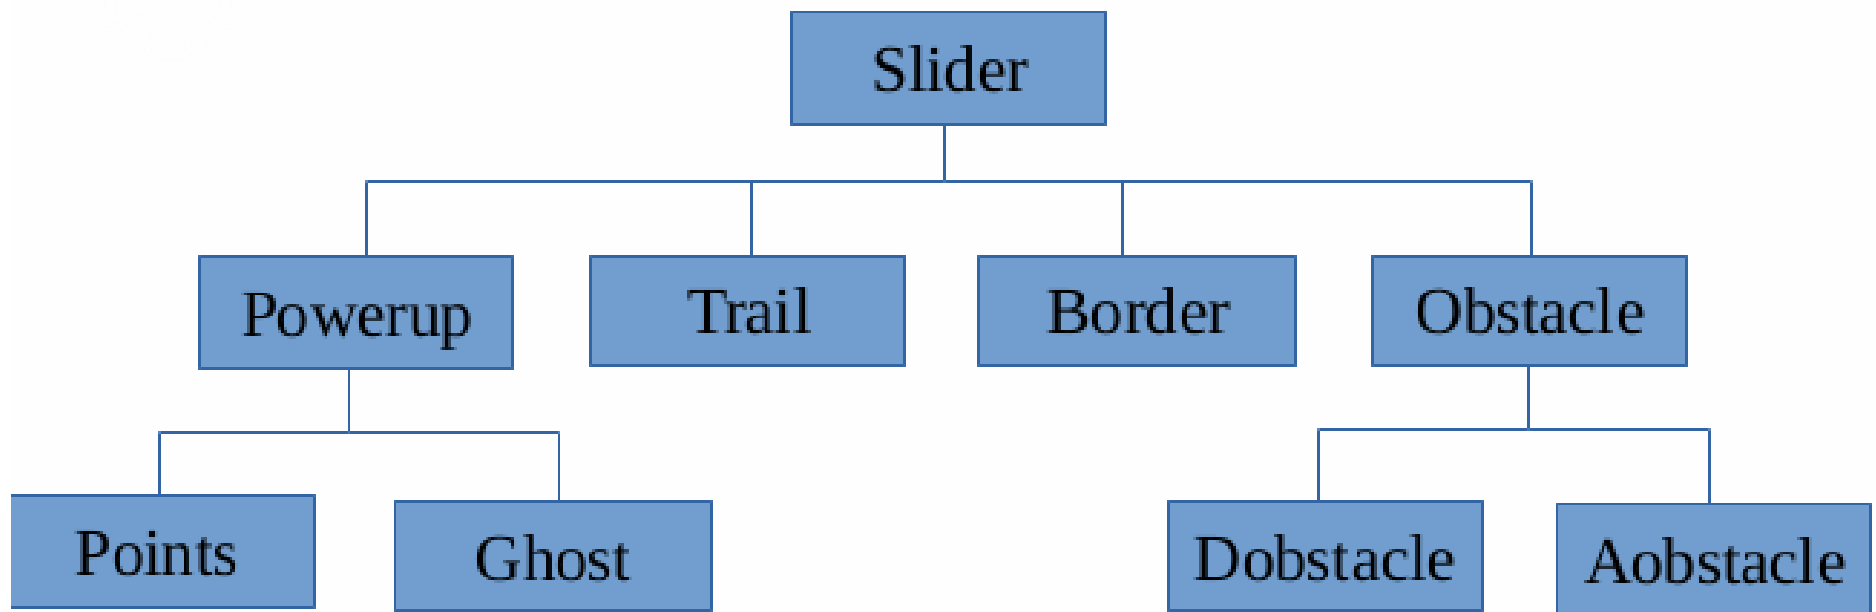 Slider
Powerup
Trail
Border
Obstacle
Points
Ghost
Dobstacle
Aobstacle